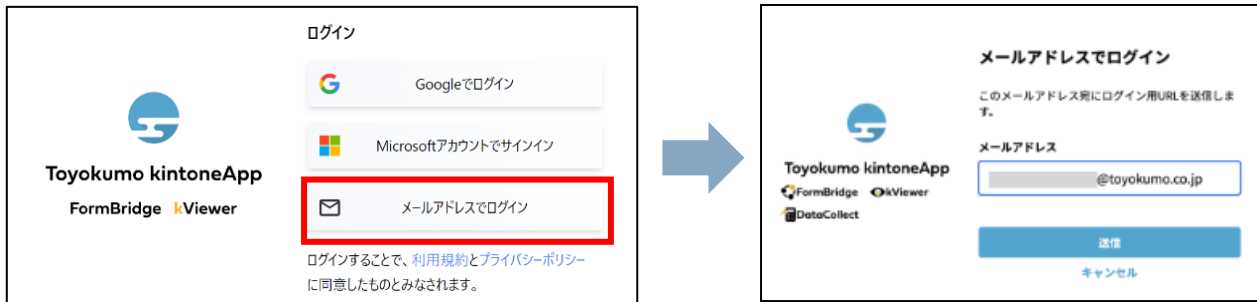 ログイン
Googleでログイン
Microsoftアカウントでサインイン
メールアドレスでログイン
ログインすることで、利用規約とプライバシーポリシー
に同意したものとみなされます。
Toyokumo kintoneApp
FormBridge kViewer
メールアドレスでログイン
このメールアドレス宛にログイン用URLを送信しま
す。
メールアドレス
@toyokumo.co.jp
送信
キャンセル
Toyokumo kintoneApp
FormBridge kViewer
DataCollect